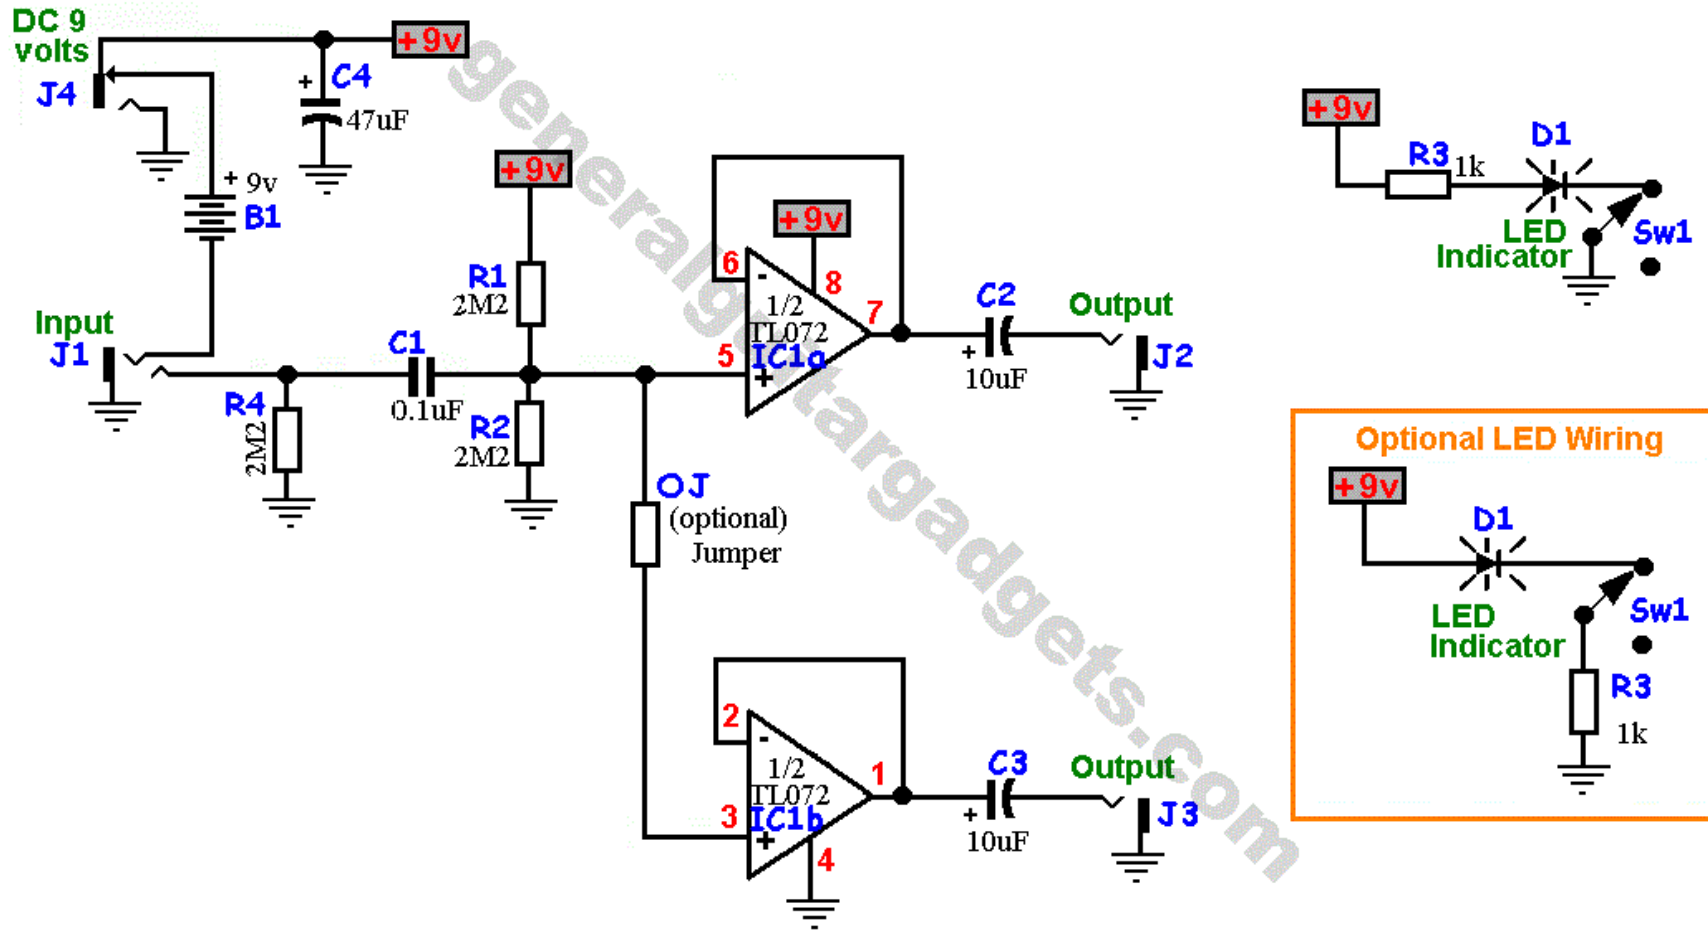 DC 9
volts
J4
+9v
+
C4
47uF
+ 9v
B1
Input
J1
R4
2M2
C1
0.1uF
+9v
R1
2M2
R2
2M2
OJ
(optional)
Jumper
+9v
6
-
8
1/2
TL072
IC1a
7
5
+
C2
+
10uF
Output
J2
2
-
1/2
TL072
IC1b
1
3
+
4
C3
+
10uF
Output
J3
+9v
R3 1k
D1
LED
Indicator
Sw1
Optional LED Wiring
+9v
D1
LED
Indicator
Sw1
R3
1k
generalguitargadgets.com